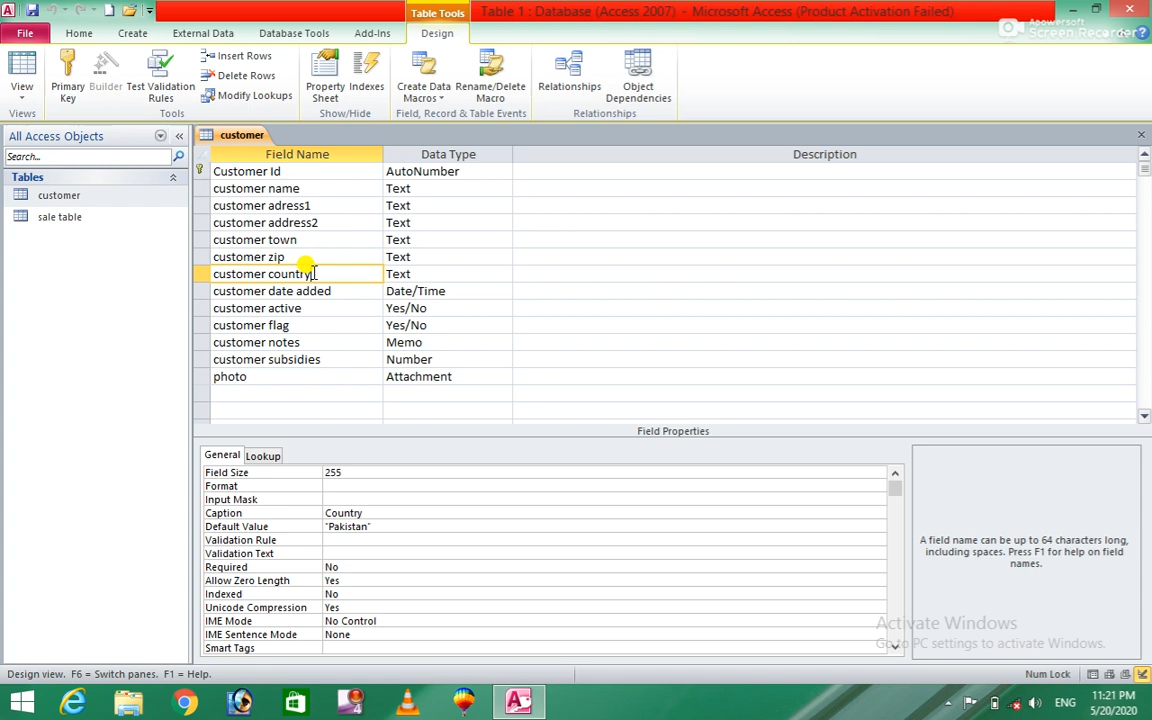 Table Tools
Table 1 : Database (Access 2007) - Microsoft Access (Product Activation Failed)
Apowersoft
Screen Recorder
File Home Create External Data Database Tools Add-Ins Design
View
Primary Key
Builder
Test Validation Rules
Insert Rows
Delete Rows
Modify Lookups
Property Sheet
Indexes
Create Data Macros
Rename/Delete Macro
Relationships
Object Dependencies
Views Tools Show/Hide Field, Record & Table Events Relationships
All Access Objects
Search...
Tables
customer
sale table
customer
Field Name Data Type Description
Customer Id AutoNumber
customer name Text
customer adress1 Text
customer address2 Text
customer town Text
customer zip Text
customer country Text
customer date added Date/Time
customer active Yes/No
customer flag Yes/No
customer notes Memo
customer subsidies Number
photo Attachment
Field Properties
General Lookup
Field Size 255
Format
Input Mask
Caption Country
Default Value "Pakistan"
Validation Rule
Validation Text
Required No
Allow Zero Length Yes
Indexed No
Unicode Compression Yes
IME Mode No Control
IME Sentence Mode None
Smart Tags
A field name can be up to 64 characters long,
including spaces. Press F1 for help on field
names.
Activate Windows
Go to PC settings to activate Windows.
Design view. F6 = Switch panes. F1 = Help.
Num Lock
ENG
11:21 PM
5/20/2020